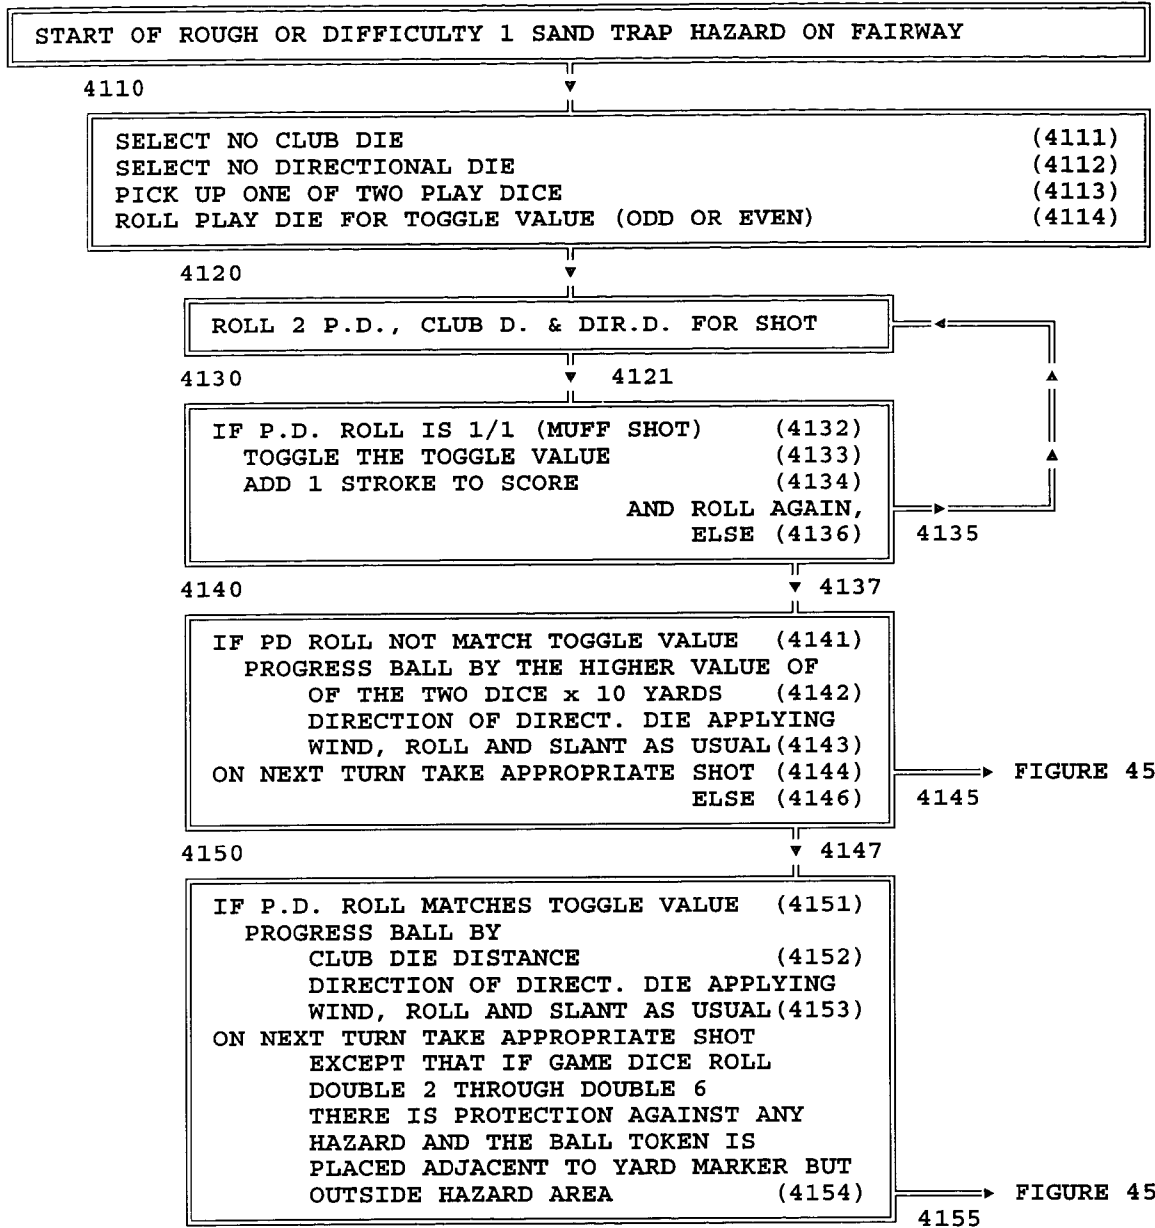 START OF ROUGH OR DIFFICULTY 1 SAND TRAP HAZARD ON FAIRWAY
4110
SELECT NO CLUB DIE (4111)
SELECT NO DIRECTIONAL DIE (4112)
PICK UP ONE OF TWO PLAY DICE (4113)
ROLL PLAY DIE FOR TOGGLE VALUE (ODD OR EVEN) (4114)
4120
ROLL 2 P.D., CLUB D. & DIR.D. FOR SHOT
4130 4121
IF P.D. ROLL IS 1/1 (MUFF SHOT) (4132)
TOGGLE THE TOGGLE VALUE (4133)
ADD 1 STROKE TO SCORE (4134)
AND ROLL AGAIN,
ELSE (4136) 4135
4140 4137
IF PD ROLL NOT MATCH TOGGLE VALUE (4141)
PROGRESS BALL BY THE HIGHER VALUE OF
OF THE TWO DICE x 10 YARDS (4142)
DIRECTION OF DIRECT. DIE APPLYING
WIND, ROLL AND SLANT AS USUAL(4143)
ON NEXT TURN TAKE APPROPRIATE SHOT (4144) FIGURE 45
ELSE (4146) 4145
4150 4147
IF P.D. ROLL MATCHES TOGGLE VALUE (4151)
PROGRESS BALL BY
CLUB DIE DISTANCE (4152)
DIRECTION OF DIRECT. DIE APPLYING
WIND, ROLL AND SLANT AS USUAL(4153)
ON NEXT TURN TAKE APPROPRIATE SHOT
EXCEPT THAT IF GAME DICE ROLL
DOUBLE 2 THROUGH DOUBLE 6
THERE IS PROTECTION AGAINST ANY
HAZARD AND THE BALL TOKEN IS
PLACED ADJACENT TO YARD MARKER BUT
OUTSIDE HAZARD AREA (4154) FIGURE 45
4155